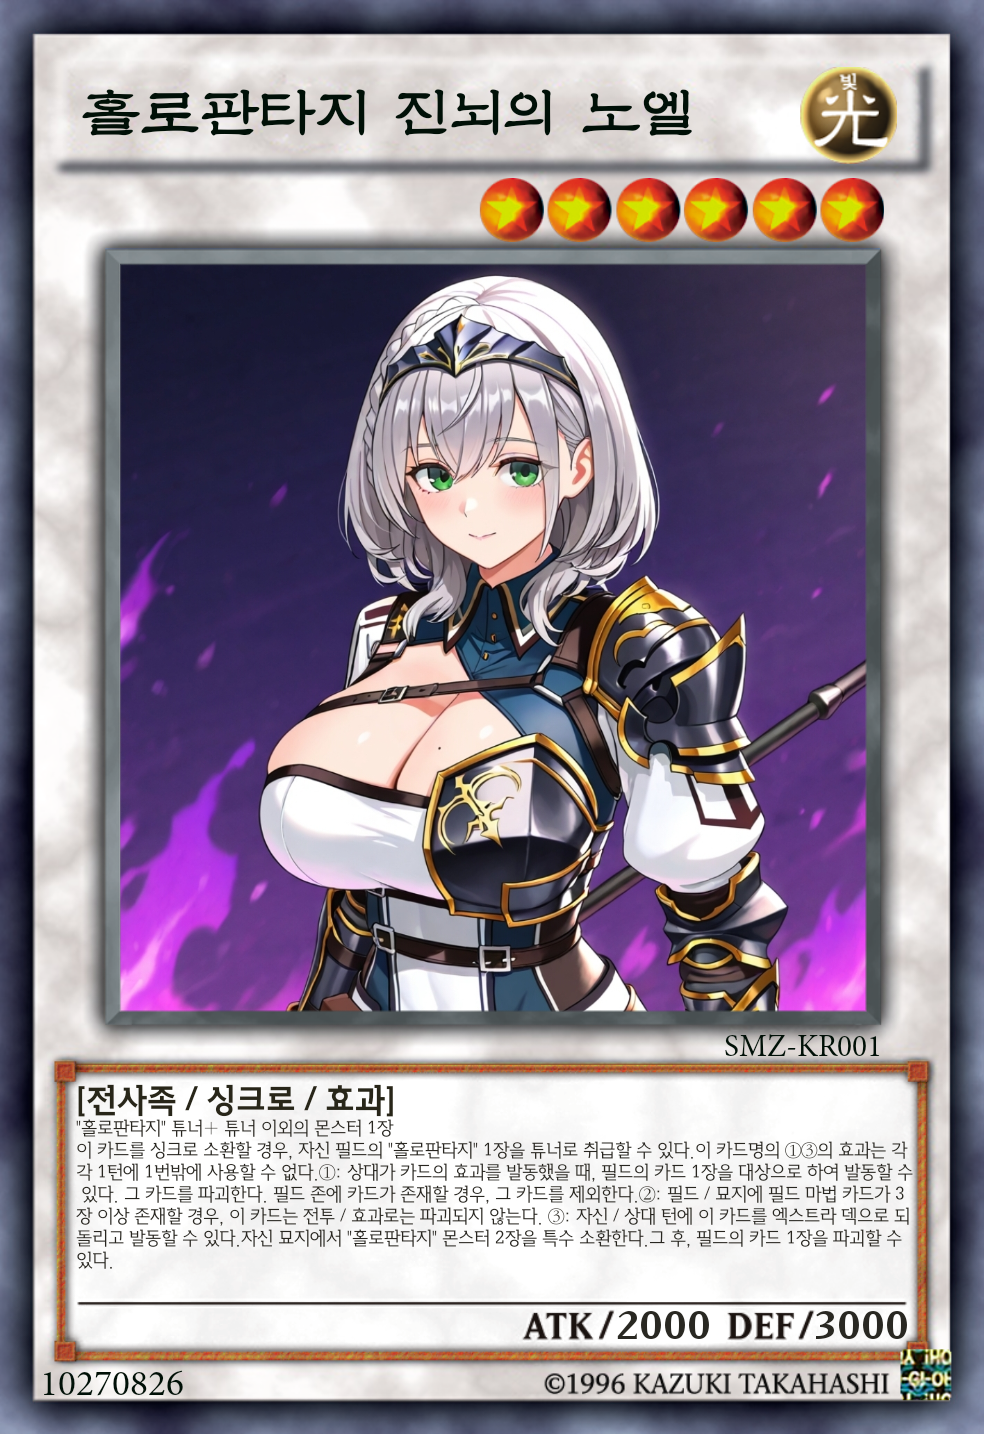 홀로판타지 진뇌의 노엘
빛
光
SMZ-KR001
[전사족 / 싱크로 / 효과]
"홀로판타지" 튜너+ 튜너 이외의 몬스터 1장
이 카드를 싱크로 소환할 경우, 자신 필드의 "홀로판타지" 1장을 튜너로 취급할 수 있다.이 카드명의 ①③의 효과는 각
각 1턴에 1번밖에 사용할 수 없다.①: 상대가 카드의 효과를 발동했을 때, 필드의 카드 1장을 대상으로 하여 발동할 수
있다. 그 카드를 파괴한다. 필드 존에 카드가 존재할 경우, 그 카드를 제외한다.②: 필드 / 묘지에 필드 마법 카드가 3
장 이상 존재할 경우, 이 카드는 전투 / 효과로는 파괴되지 않는다. ③: 자신 / 상대 턴에 이 카드를 엑스트라 덱으로 되
돌리고 발동할 수 있다.자신 묘지에서 "홀로판타지" 몬스터 2장을 특수 소환한다.그 후, 필드의 카드 1장을 파괴할 수
있다.
ATK/2000 DEF/3000
10270826
©1996 KAZUKI TAKAHASHI